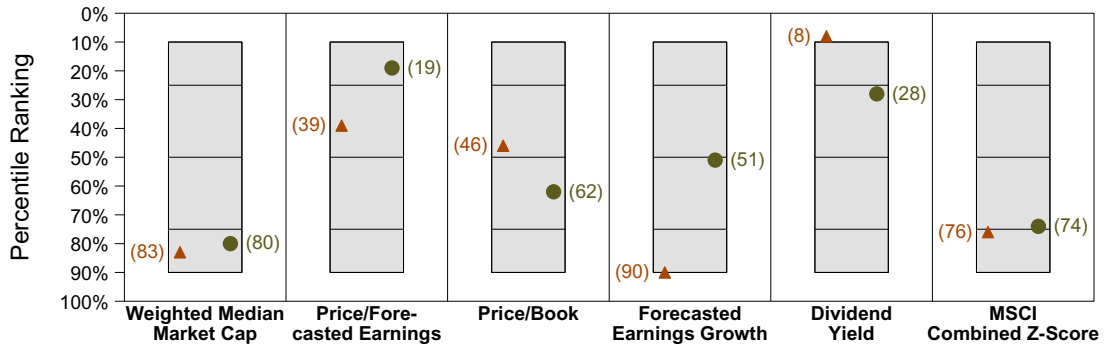 Percentile Ranking
0%
10%
20%
30%
40%
50%
60%
70%
80%
90%
100%
(83)
(80)
(39)
(19)
(46)
(62)
(90)
(51)
(8)
(28)
(76)
(74)
Weighted Median
Market Cap
Price/Fore-
casted Earnings
Price/Book
Forecasted
Earnings Growth
Dividend
Yield
MSCI
Combined Z-Score